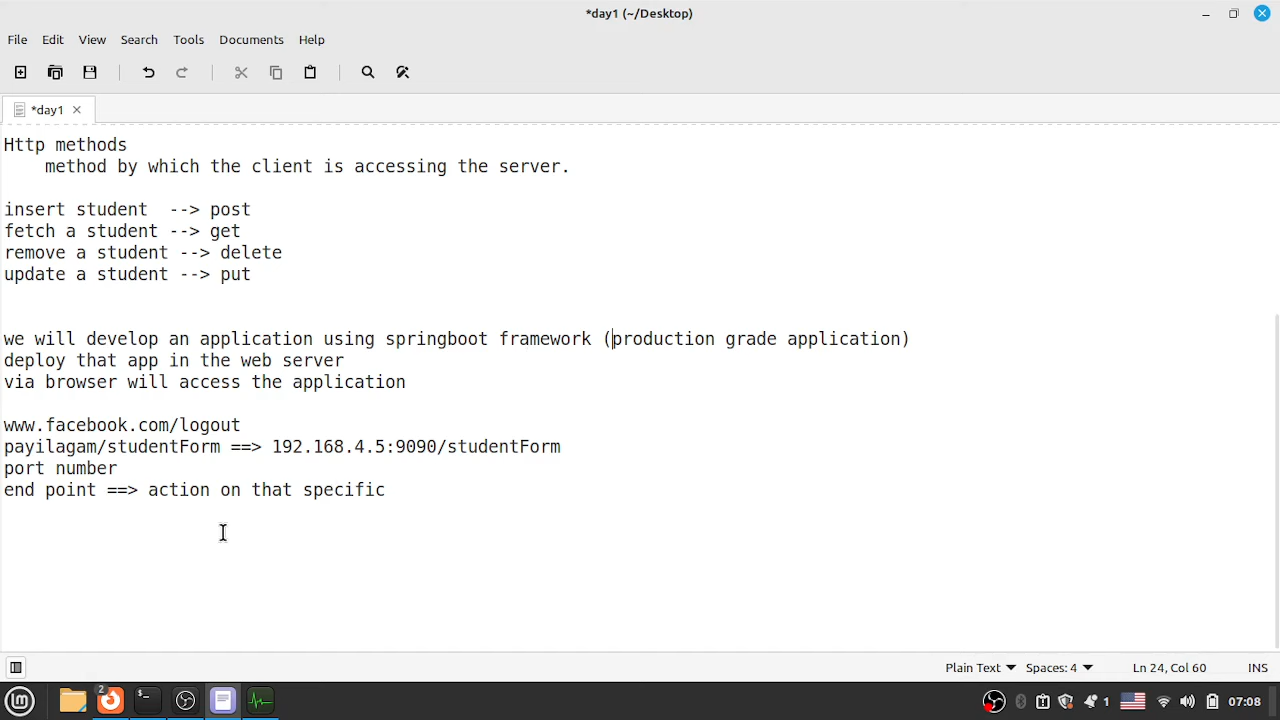 *day1 (~/Desktop)
File Edit View Search Tools Documents Help
*day1
Http methods
method by which the client is accessing the server.
insert student --> post
fetch a student --> get
remove a student --> delete
update a student --> put
we will develop an application using springboot framework (production grade application)
deploy that app in the web server
via browser will access the application
www.facebook.com/logout
payilagam/studentForm ==> 192.168.4.5:9090/studentForm
port number
end point ==> action on that specific
Plain Text Spaces: 4 Ln 24, Col 60 INS
2 $_ 1 07:08